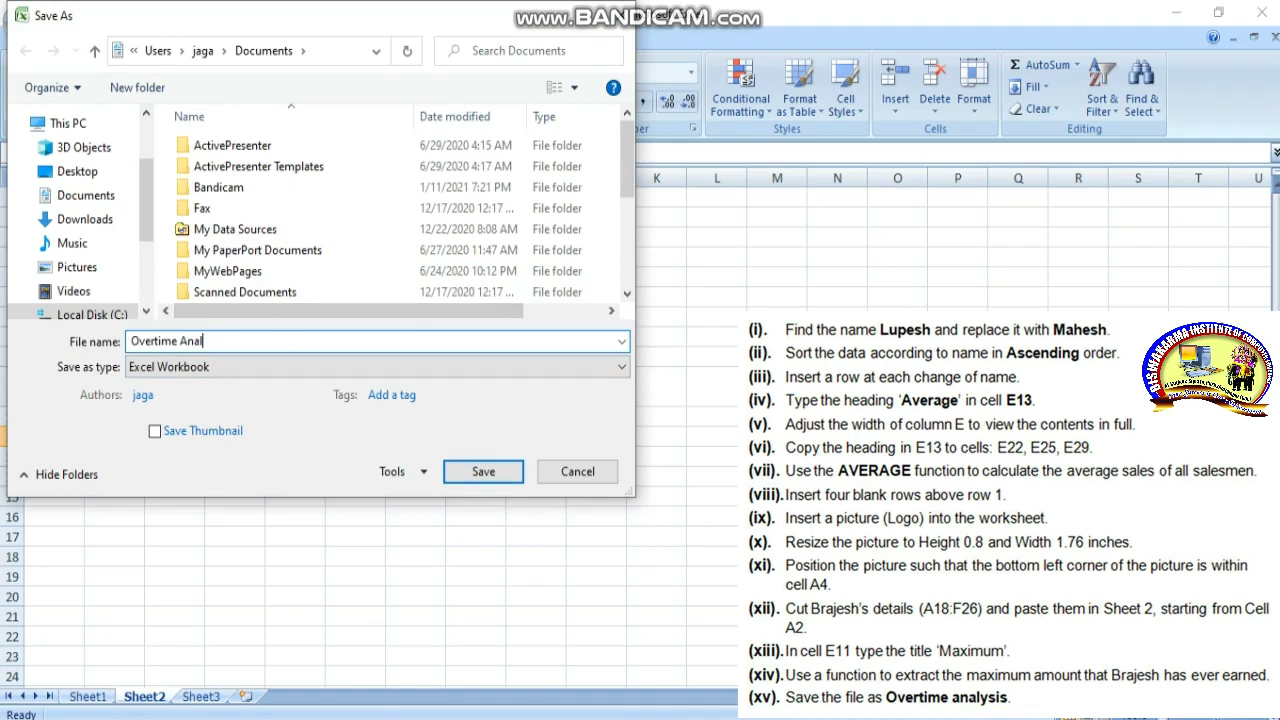 Save As
www.BANDICAM.com
« Users › jaga › Documents ›
Search Documents
Organize
New folder
This PC
3D Objects
Desktop
Documents
Downloads
Music
Pictures
Videos
Local Disk (C:)
Name Date modified Type
ActivePresenter 6/29/2020 4:15 AM File folder
ActivePresenter Templates 6/29/2020 4:17 AM File folder
Bandicam 1/11/2021 7:21 PM File folder
Fax 12/17/2020 12:17 ... File folder
My Data Sources 12/22/2020 8:08 AM File folder
My PaperPort Documents 6/27/2020 11:47 AM File folder
MyWebPages 6/24/2020 10:12 PM File folder
Scanned Documents 12/17/2020 12:17 ... File folder
File name: Overtime Anal
Save as type: Excel Workbook
Authors: jaga Tags: Add a tag
Save Thumbnail
Hide Folders
Tools Save Cancel
Conditional Formatting
Format as Table
Cell Styles
Styles
Insert Delete Format
Cells
Σ AutoSum
Fill
Clear
Sort & Filter
Find & Select
Editing
K L M N O P Q R S T U
16
17
18
19
20
21
22
23
24
(i). Find the name Lupesh and replace it with Mahesh.
(ii). Sort the data according to name in Ascending order.
(iii). Insert a row at each change of name.
(iv). Type the heading ‘Average’ in cell E13.
(v). Adjust the width of column E to view the contents in full.
(vi). Copy the heading in E13 to cells: E22, E25, E29.
(vii). Use the AVERAGE function to calculate the average sales of all salesmen.
(viii). Insert four blank rows above row 1.
(ix). Insert a picture (Logo) into the worksheet.
(x). Resize the picture to Height 0.8 and Width 1.76 inches.
(xi). Position the picture such that the bottom left corner of the picture is within
cell A4.
(xii). Cut Brajesh’s details (A18:F26) and paste them in Sheet 2, starting from Cell
A2.
(xiii). In cell E11 type the title ‘Maximum’.
(xiv). Use a function to extract the maximum amount that Brajesh has ever earned.
(xv). Save the file as Overtime analysis.
Sheet1 Sheet2 Sheet3
Ready